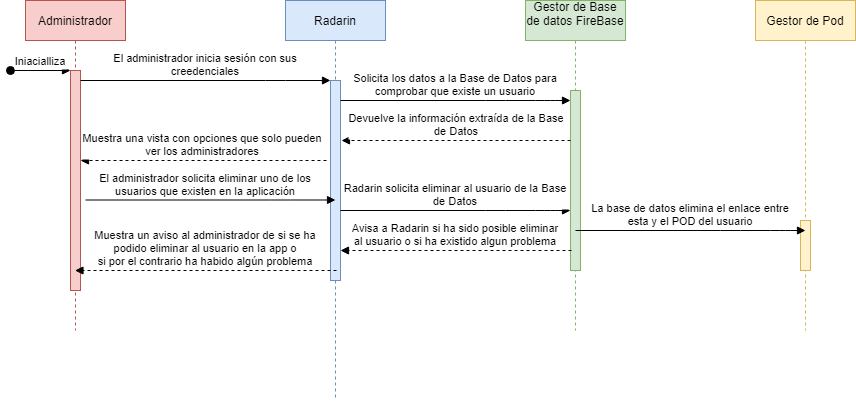 Administrador
Radarin
Gestor de Base
de datos FireBase
Gestor de Pod
Iniacialliza
El administrador inicia sesión con sus
creedenciales
Solicita los datos a la Base de Datos para
comprobar que existe un usuario
Devuelve la información extraída de la Base
de Datos
Muestra una vista con opciones que solo pueden
ver los administradores
El administrador solicita eliminar uno de los
usuarios que existen en la aplicación
Radarin solicita eliminar al usuario de la Base
de Datos
La base de datos elimina el enlace entre
esta y el POD del usuario
Avisa a Radarin si ha sido posible eliminar
al usuario o si ha existido algun problema
Muestra un aviso al administrador de si se ha
podido eliminar al usuario en la app o
si por el contrario ha habido algún problema